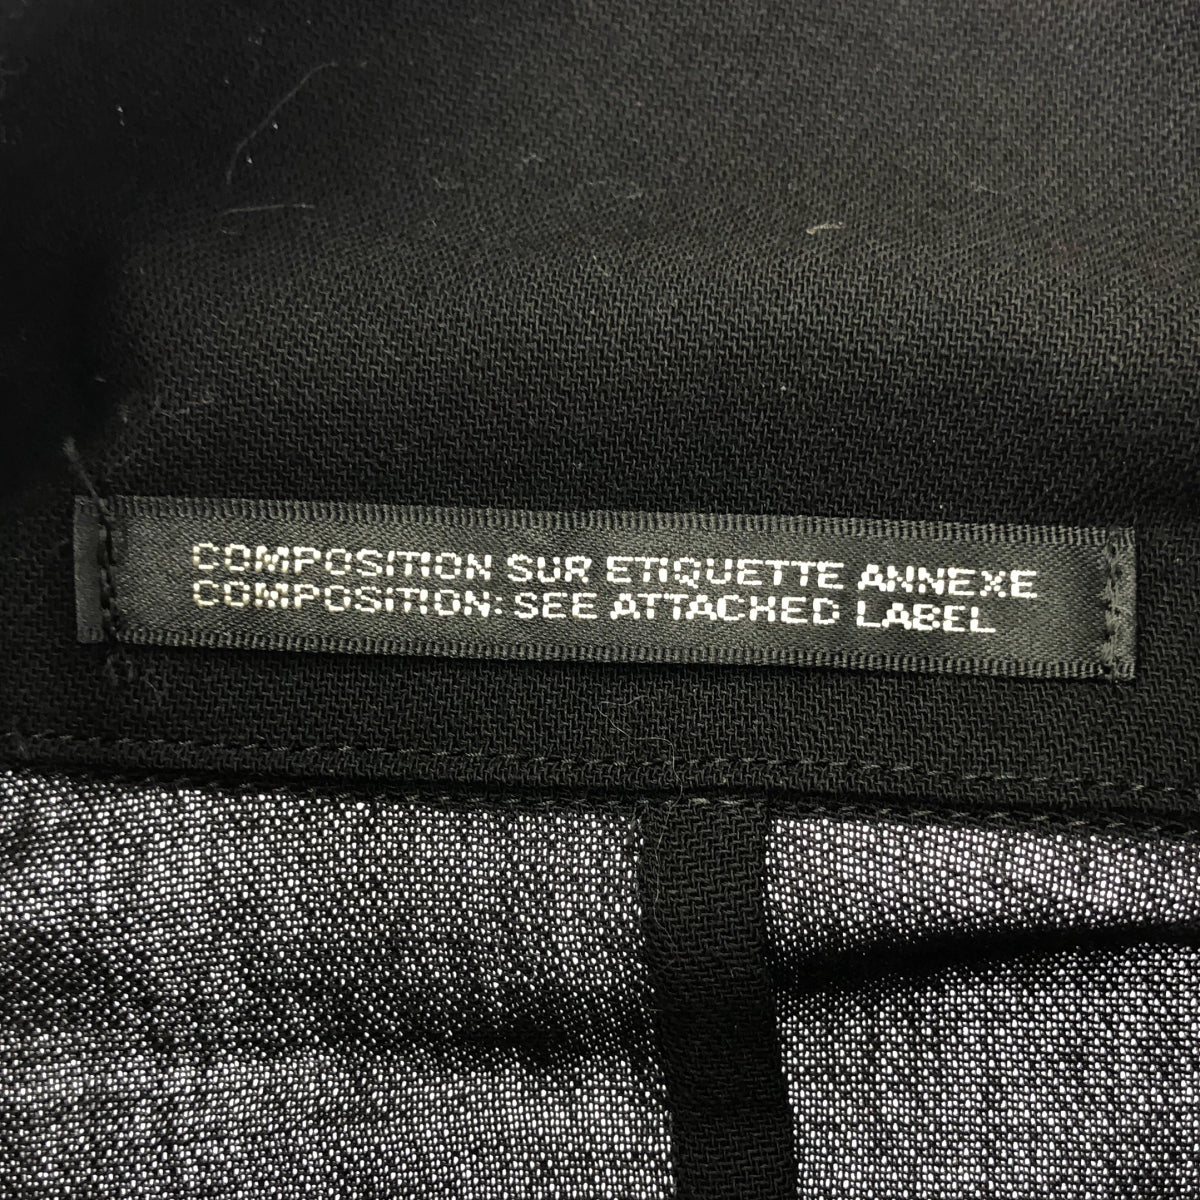 COMPOSITION SUR ETIQUETTE ANNEXE
COMPOSITION: SEE ATTACHED LABEL